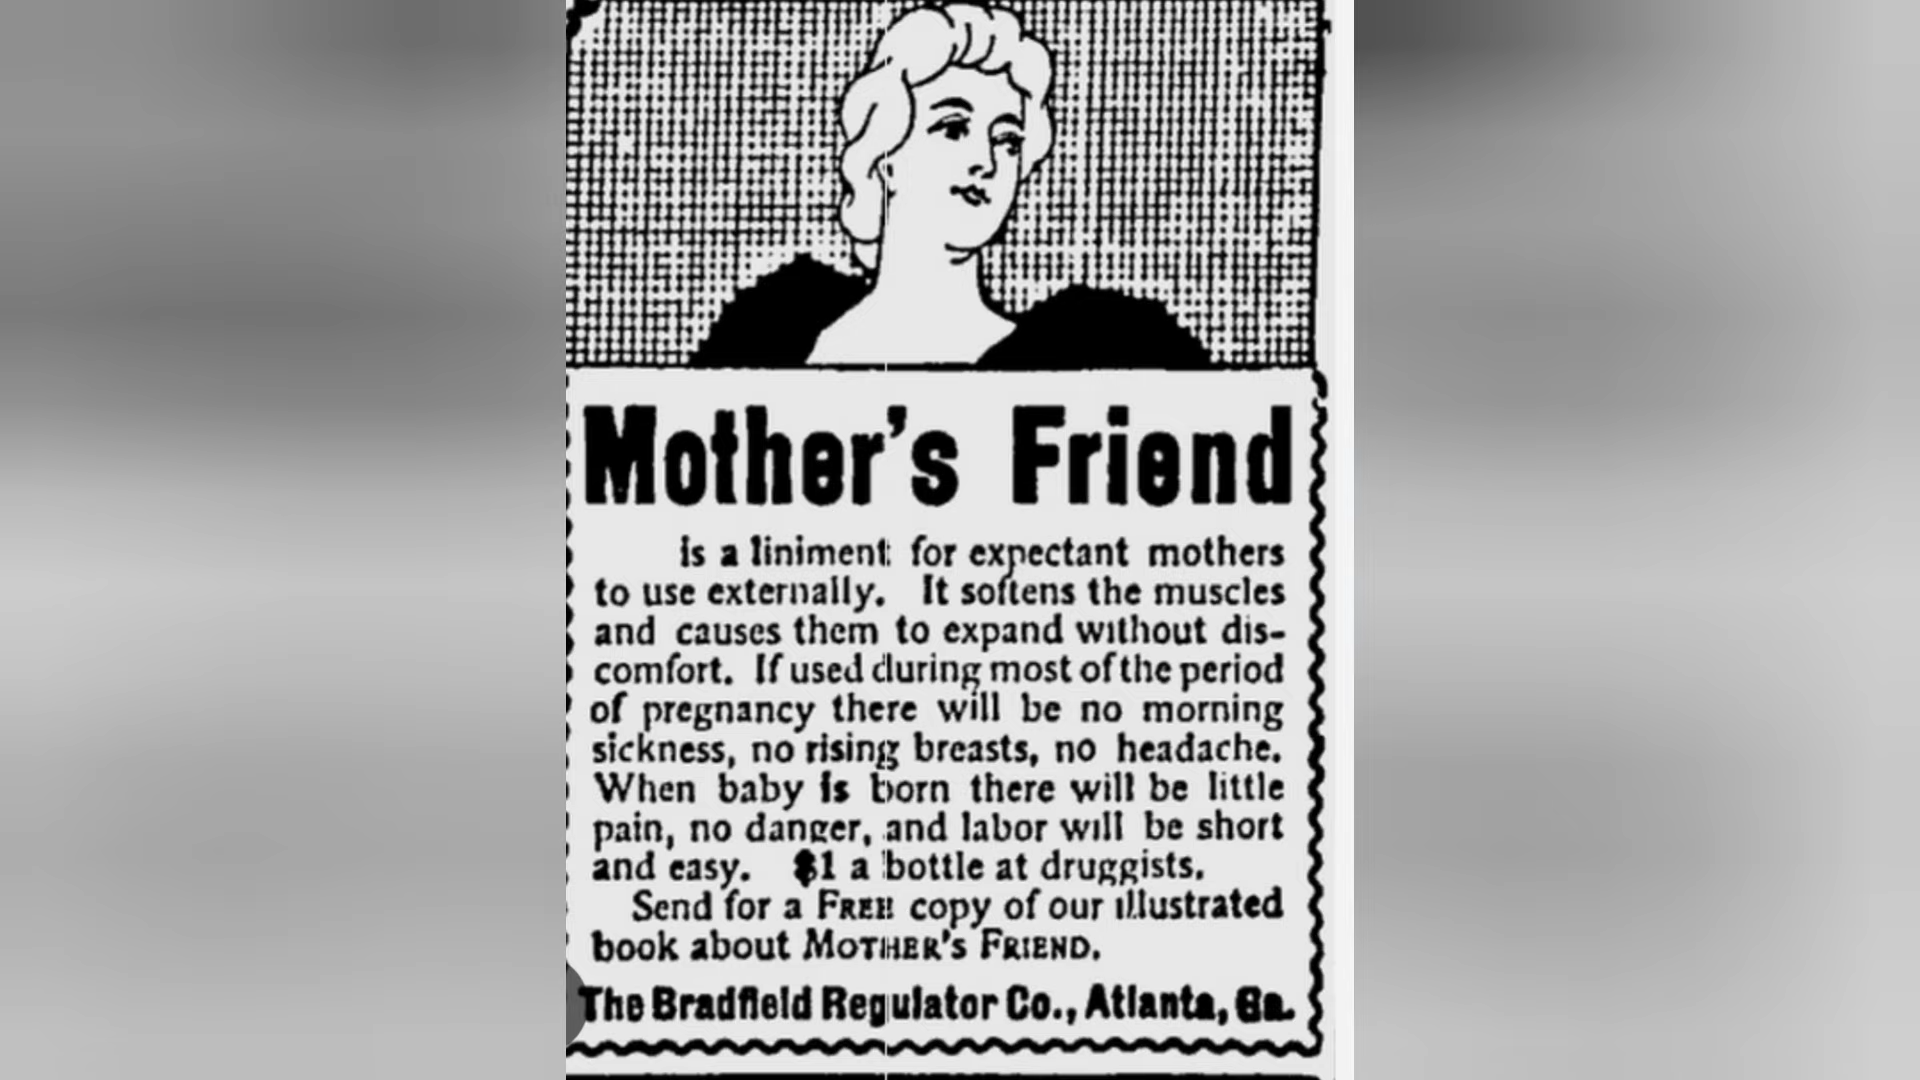 Mother's Friend
is a liniment for expectant mothers
to use externally. It softens the muscles
and causes them to expand without dis-
comfort. If used during most of the period
of pregnancy there will be no morning
sickness, no rising breasts, no headache.
When baby is born there will be little
pain, no danger, and labor will be short
and easy. $1 a bottle at druggists.
Send for a FREE copy of our illustrated
book about MOTHER'S FRIEND.
The Bradfield Regulator Co., Atlanta, Ga.